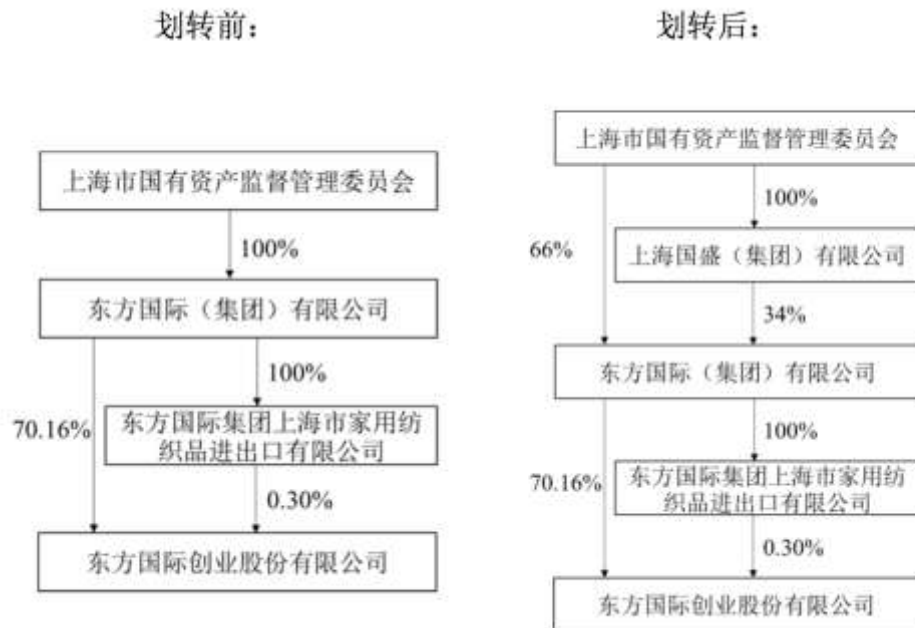 划转前：
上海市国有资产监督管理委员会
100%
东方国际（集团）有限公司
100%
70.16%
东方国际集团上海市家用纺
织品进出口有限公司
0.30%
东方国际创业股份有限公司
划转后：
上海市国有资产监督管理委员会
100%
66%
上海国盛（集团）有限公司
34%
东方国际（集团）有限公司
100%
70.16%
东方国际集团上海市家用纺
织品进出口有限公司
0.30%
东方国际创业股份有限公司